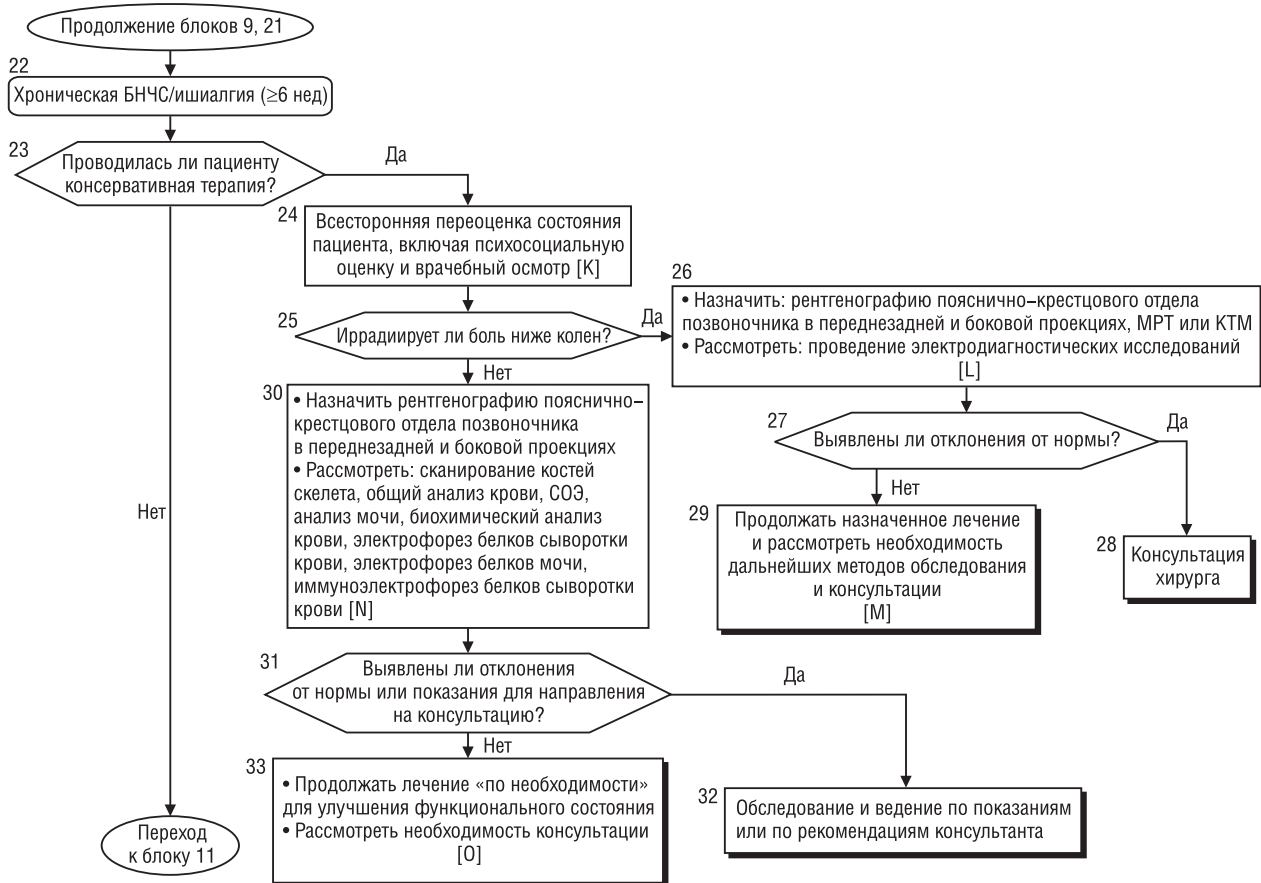 Продолжение блоков 9, 21
22
Хроническая БНЧС/ишиалгия (≥6 нед)
23
Проводилась ли пациенту
консервативная терапия?
Да
Нет
24
Всесторонняя переоценка состояния
пациента, включая психосоциальную
оценку и врачебный осмотр [K]
25
Иррадиирует ли боль ниже колен?
Да
Нет
26
• Назначить: рентгенографию пояснично–крестцового отдела
позвоночника в переднезадней и боковой проекциях, МРТ или КТМ
• Рассмотреть: проведение электродиагностических исследований
[L]
27
Выявлены ли отклонения от нормы?
Да
Нет
28
Консультация
хирурга
29
Продолжать назначенное лечение
и рассмотреть необходимость
дальнейших методов обследования
и консультации
[M]
30
• Назначить рентгенографию пояснично–
крестцового отдела позвоночника
в переднезадней и боковой проекциях
• Рассмотреть: сканирование костей
скелета, общий анализ крови, СОЭ,
анализ мочи, биохимический анализ
крови, электрофорез белков сыворотки
крови, электрофорез белков мочи,
иммуноэлектрофорез белков сыворотки
крови [N]
31
Выявлены ли отклонения
от нормы или показания для направления
на консультацию?
Да
Нет
32
Обследование и ведение по показаниям
или по рекомендациям консультанта
33
• Продолжать лечение «по необходимости»
для улучшения функционального состояния
• Рассмотреть необходимость консультации
[O]
Переход
к блоку 11